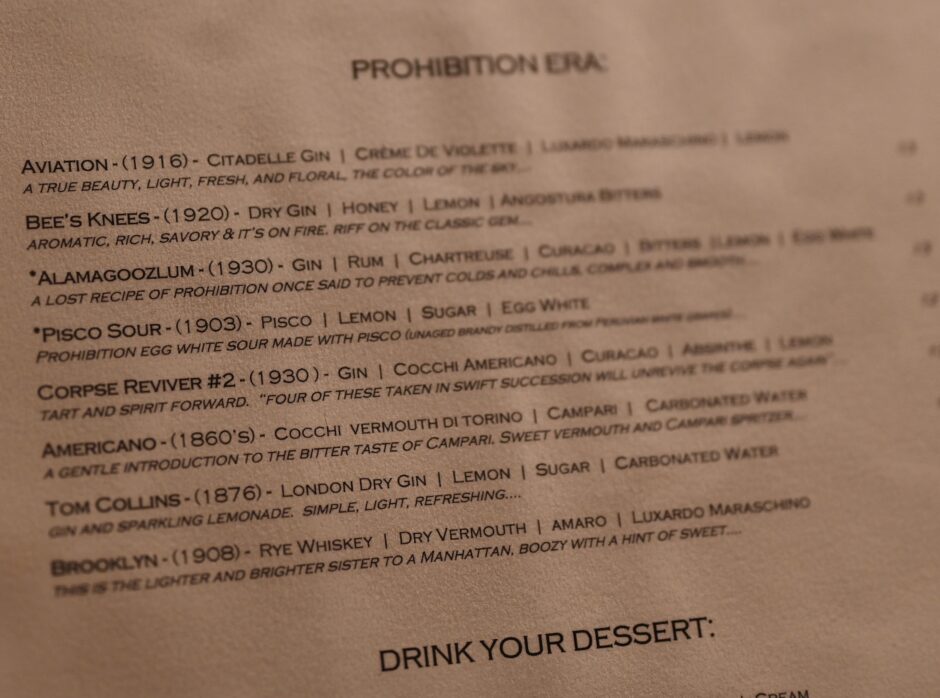 PROHIBITION ERA:
AVIATION - (1916) - CITADELLE GIN | CRÈME DE VIOLETTE | LUXARDO MARASCHINO | LEMON
A TRUE BEAUTY, LIGHT, FRESH, AND FLORAL, THE COLOR OF THE SKY...
BEE'S KNEES - (1920) - DRY GIN | HONEY | LEMON | ANGOSTURA BITTERS
AROMATIC, RICH, SAVORY & IT'S ON FIRE. RIFF ON THE CLASSIC GEM...
*ALAMAGOOZLUM - (1930) - GIN | RUM | CHARTREUSE | CURACAO | BITTERS | LEMON | EGG WHITE
A LOST RECIPE OF PROHIBITION ONCE SAID TO PREVENT COLDS AND CHILLS, COMPLEX AND SMOOTH...
*PISCO SOUR - (1903) - PISCO | LEMON | SUGAR | EGG WHITE
PROHIBITION EGG WHITE SOUR MADE WITH PISCO (UNAGED BRANDY DISTILLED FROM PERUVIAN WHITE GRAPES)...
CORPSE REVIVER #2 - (1930 ) - GIN | COCCHI AMERICANO | CURACAO | ABSINTHE | LEMON
TART AND SPIRIT FORWARD. "FOUR OF THESE TAKEN IN SWIFT SUCCESSION WILL UNREVIVE THE CORPSE AGAIN"...
AMERICANO - (1860'S) - COCCHI VERMOUTH DI TORINO | CAMPARI | CARBONATED WATER
A GENTLE INTRODUCTION TO THE BITTER TASTE OF CAMPARI. SWEET VERMOUTH AND CAMPARI SPRITZER...
TOM COLLINS - (1876) - LONDON DRY GIN | LEMON | SUGAR | CARBONATED WATER
GIN AND SPARKLING LEMONADE. SIMPLE, LIGHT, REFRESHING....
BROOKLYN - (1908) - RYE WHISKEY | DRY VERMOUTH | AMARO | LUXARDO MARASCHINO
THIS IS THE LIGHTER AND BRIGHTER SISTER TO A MANHATTAN, BOOZY WITH A HINT OF SWEET....
DRINK YOUR DESSERT:
CREAM